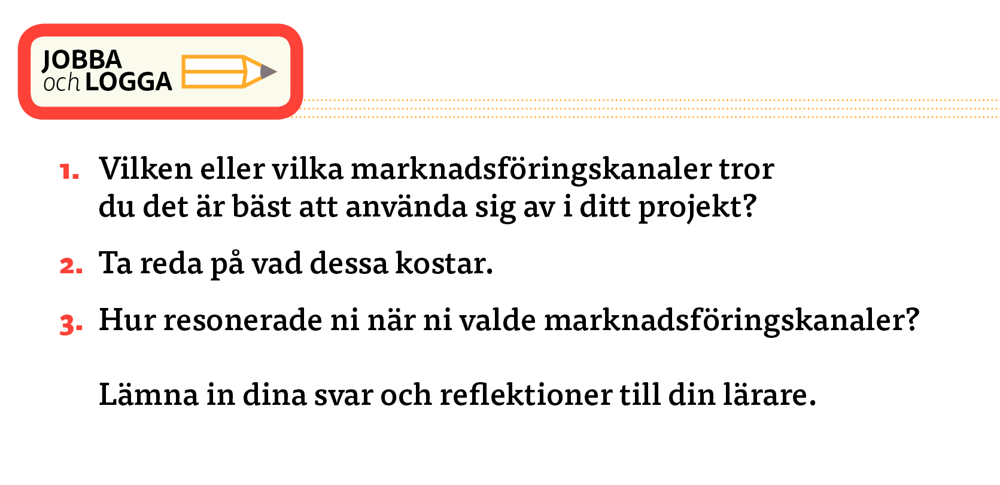 JOBBA
och LOGGA
1. Vilken eller vilka marknadsföringskanaler tror
du det är bäst att använda sig av i ditt projekt?
2. Ta reda på vad dessa kostar.
3. Hur resonerade ni när ni valde marknadsföringskanaler?
Lämna in dina svar och reflektioner till din lärare.